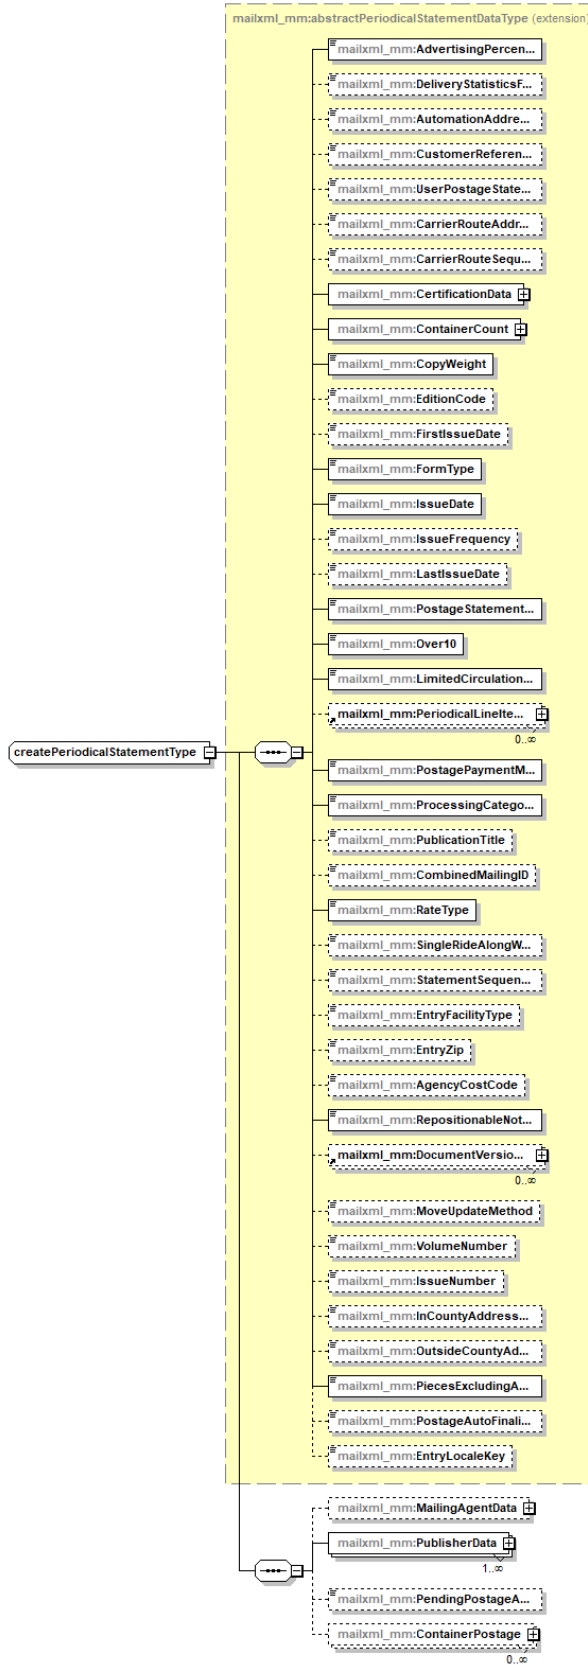 mailxml_mm:abstractPeriodicalStatementDataType (extension)
mailxml_mm:AdvertisingPercen...
mailxml_mm:DeliveryStatisticsF...
mailxml_mm:AutomationAddre...
mailxml_mm:CustomerReferen...
mailxml_mm:UserPostageState...
mailxml_mm:CarrierRouteAddr...
mailxml_mm:CarrierRouteSequ...
mailxml_mm:CertificationData
mailxml_mm:ContainerCount
mailxml_mm:CopyWeight
mailxml_mm:EditionCode
mailxml_mm:FirstIssueDate
mailxml_mm:FormType
mailxml_mm:IssueDate
mailxml_mm:IssueFrequency
mailxml_mm:LastIssueDate
mailxml_mm:PostageStatement...
mailxml_mm:Over10
mailxml_mm:LimitedCirculation...
mailxml_mm:PeriodicalLineIte...
0..∞
createPeriodicalStatementType
mailxml_mm:PostagePaymentM...
mailxml_mm:ProcessingCatego...
mailxml_mm:PublicationTitle
mailxml_mm:CombinedMailingID
mailxml_mm:RateType
mailxml_mm:SingleRideAlongW...
mailxml_mm:StatementSequen...
mailxml_mm:EntryFacilityType
mailxml_mm:EntryZip
mailxml_mm:AgencyCostCode
mailxml_mm:RepositionableNot...
mailxml_mm:DocumentVersio...
0..∞
mailxml_mm:MoveUpdateMethod
mailxml_mm:VolumeNumber
mailxml_mm:IssueNumber
mailxml_mm:InCountyAddress...
mailxml_mm:OutsideCountyAd...
mailxml_mm:PiecesExcludingA...
mailxml_mm:PostageAutoFinali...
mailxml_mm:EntryLocaleKey
mailxml_mm:MailingAgentData
mailxml_mm:PublisherData
1..∞
mailxml_mm:PendingPostageA...
mailxml_mm:ContainerPostage
0..∞